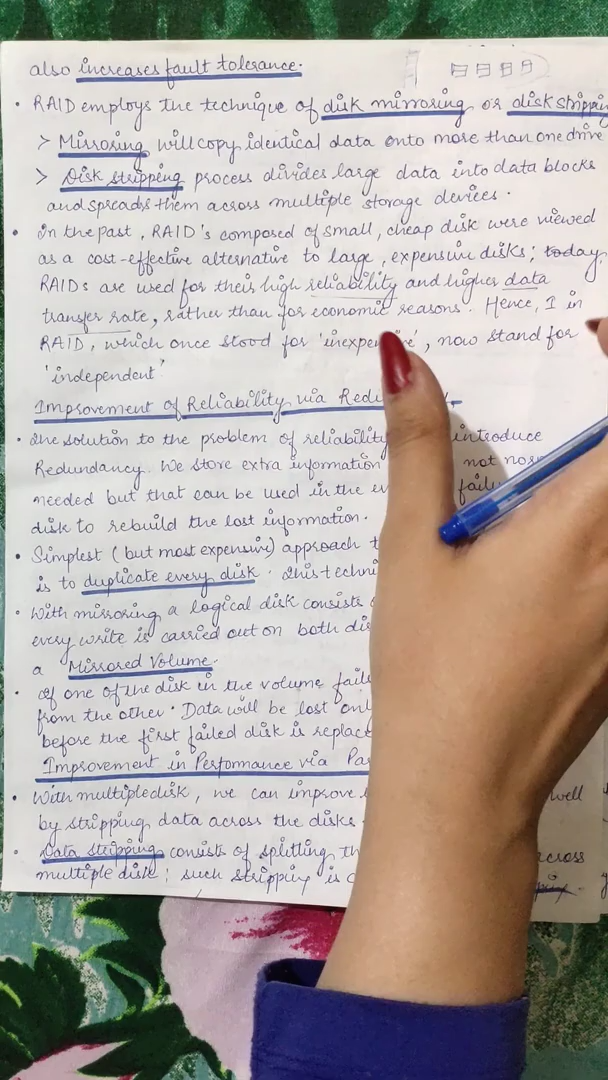 also increases fault tolerance.
• RAID employs the technique of disk mirroring or disk stripping
> Mirroring will copy identical data onto more than one drive
> Disk stripping process divides large data into data blocks
and spreads them across multiple storage devices.
• In the past, RAID's composed of small, cheap disk were viewed
as a cost-effective alternative to large, expensive disks; today
RAIDs are used for their high reliability and higher data
transfer rate, rather than for economic reasons. Hence, I in
RAID, which once stood for 'inexpensive', now stand for
'independent'
Improvement of Reliability via
• The solution to the problem of reliability introduce
Redundancy. We store extra information not
needed but that can be used in the
disk to rebuild the lost information.
• Simplest (but most expensive) approach
is to duplicate every disk. This
• With mirroring a logical disk consists
every write is carried out on both
a Mirrored Volume.
• If one of the disk in the volume
from the other. Data will be lost
before the first failed disk is
Improvement in Perfomance via
• With multiple disk, we can improve well
by stripping data across the disks.
• Data stripping consists of splitting across
multiple disk; such stripping is